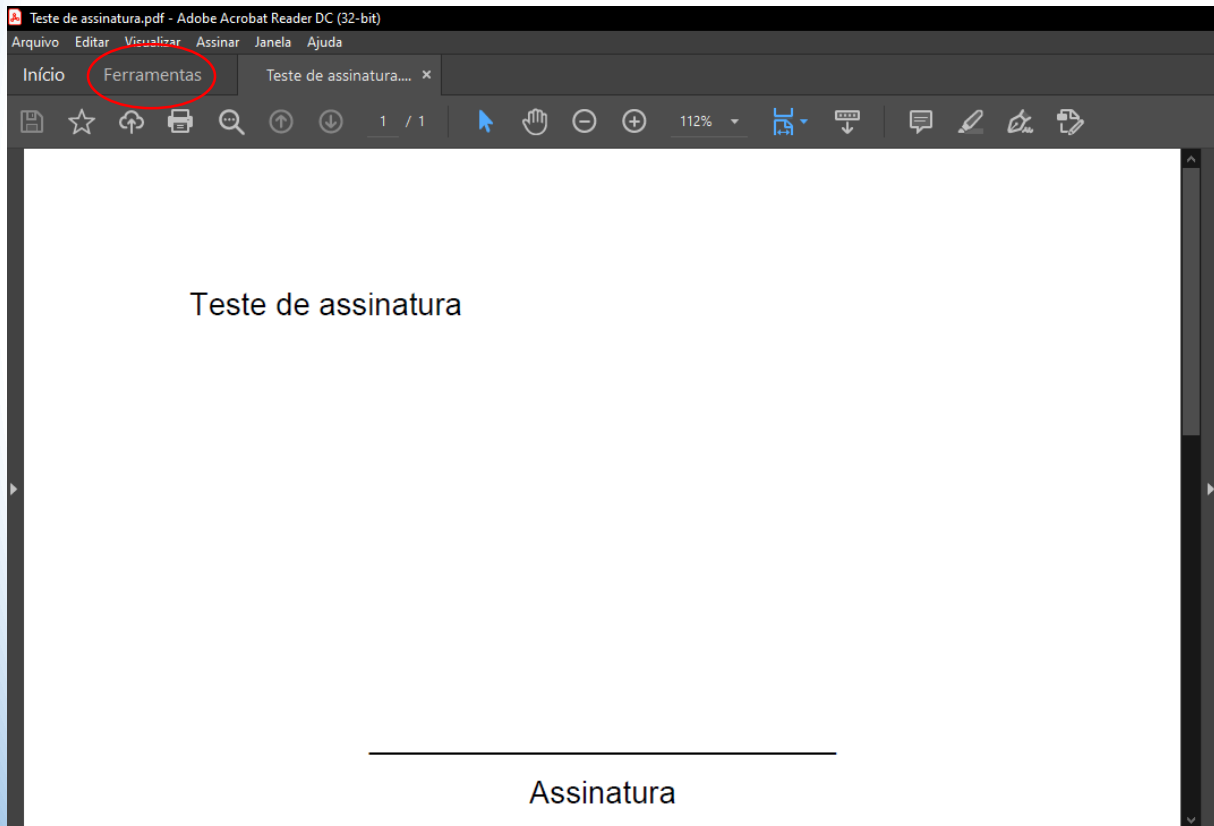 Teste de assinatura.pdf - Adobe Acrobat Reader DC (32-bit)
Arquivo Editar Visualizar Assinar Janela Ajuda
Início Ferramentas Teste de assinatura.... ×
1 / 1 112%
Teste de assinatura
Assinatura